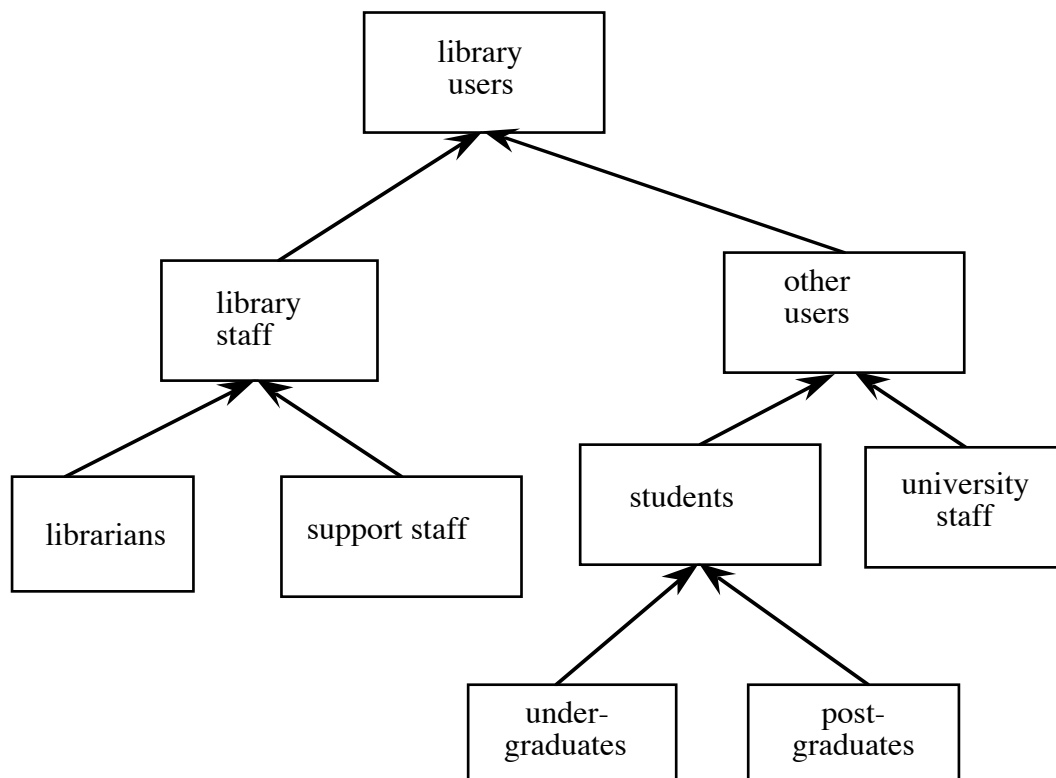 library
users
library
staff
other
users
librarians
support staff
students
university
staff
under-
graduates
post-
graduates